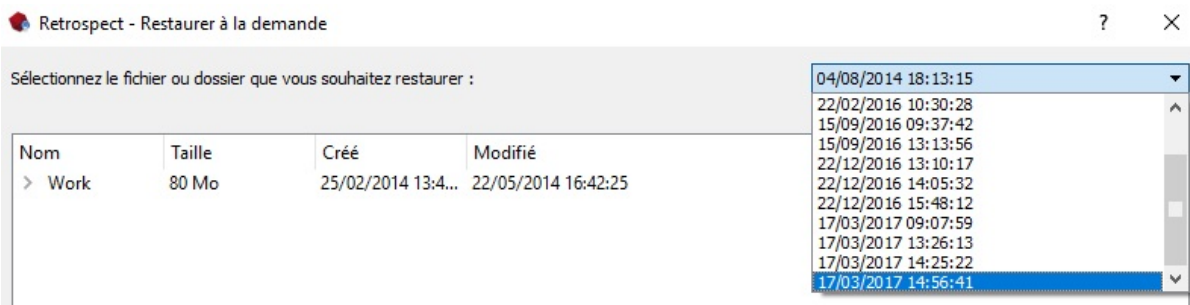 Retrospect - Restaurer à la demande
Sélectionnez le fichier ou dossier que vous souhaitez restaurer :
04/08/2014 18:13:15
22/02/2016 10:30:28
15/09/2016 09:37:42
15/09/2016 13:13:56
22/12/2016 13:10:17
22/12/2016 14:05:32
22/12/2016 15:48:12
17/03/2017 09:07:59
17/03/2017 13:26:13
17/03/2017 14:25:22
17/03/2017 14:56:41
Nom Taille Créé Modifié
Work 80 Mo 25/02/2014 13:4... 22/05/2014 16:42:25